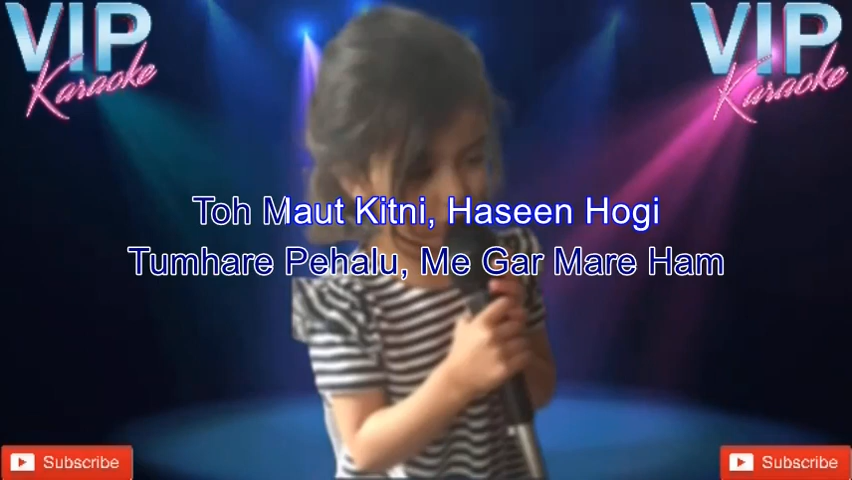 VIP VIP
Karaoke Karaoke
Toh Maut Kitni, Haseen Hogi
Tumhare Pehalu, Me Gar Mare Ham
Subscribe Subscribe